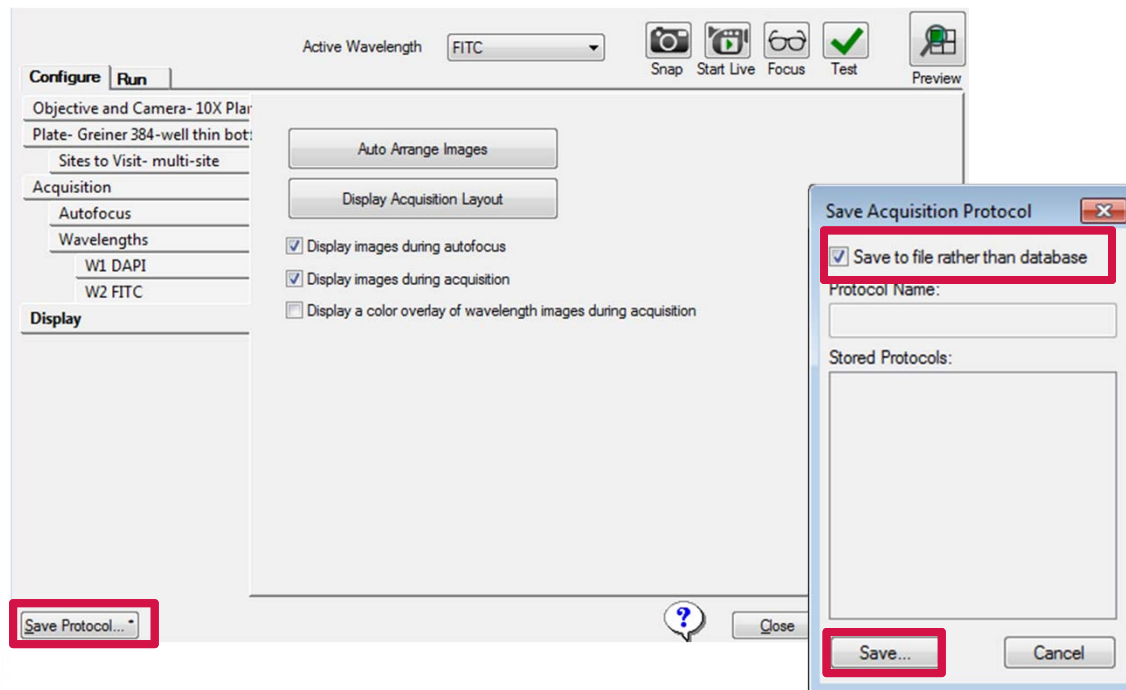 Active Wavelength FITC
Snap Start Live Focus Test Preview
Configure Run
Objective and Camera- 10X Plan
Plate- Greiner 384-well thin bott
Sites to Visit- multi-site
Acquisition
Autofocus
Wavelengths
W1 DAPI
W2 FITC
Display
Auto Arrange Images
Display Acquisition Layout
Display images during autofocus
Display images during acquisition
Display a color overlay of wavelength images during acquisition
Save Protocol... *
?
Close
Save Acquisition Protocol
Save to file rather than database
Protocol Name:
Stored Protocols:
Save... Cancel